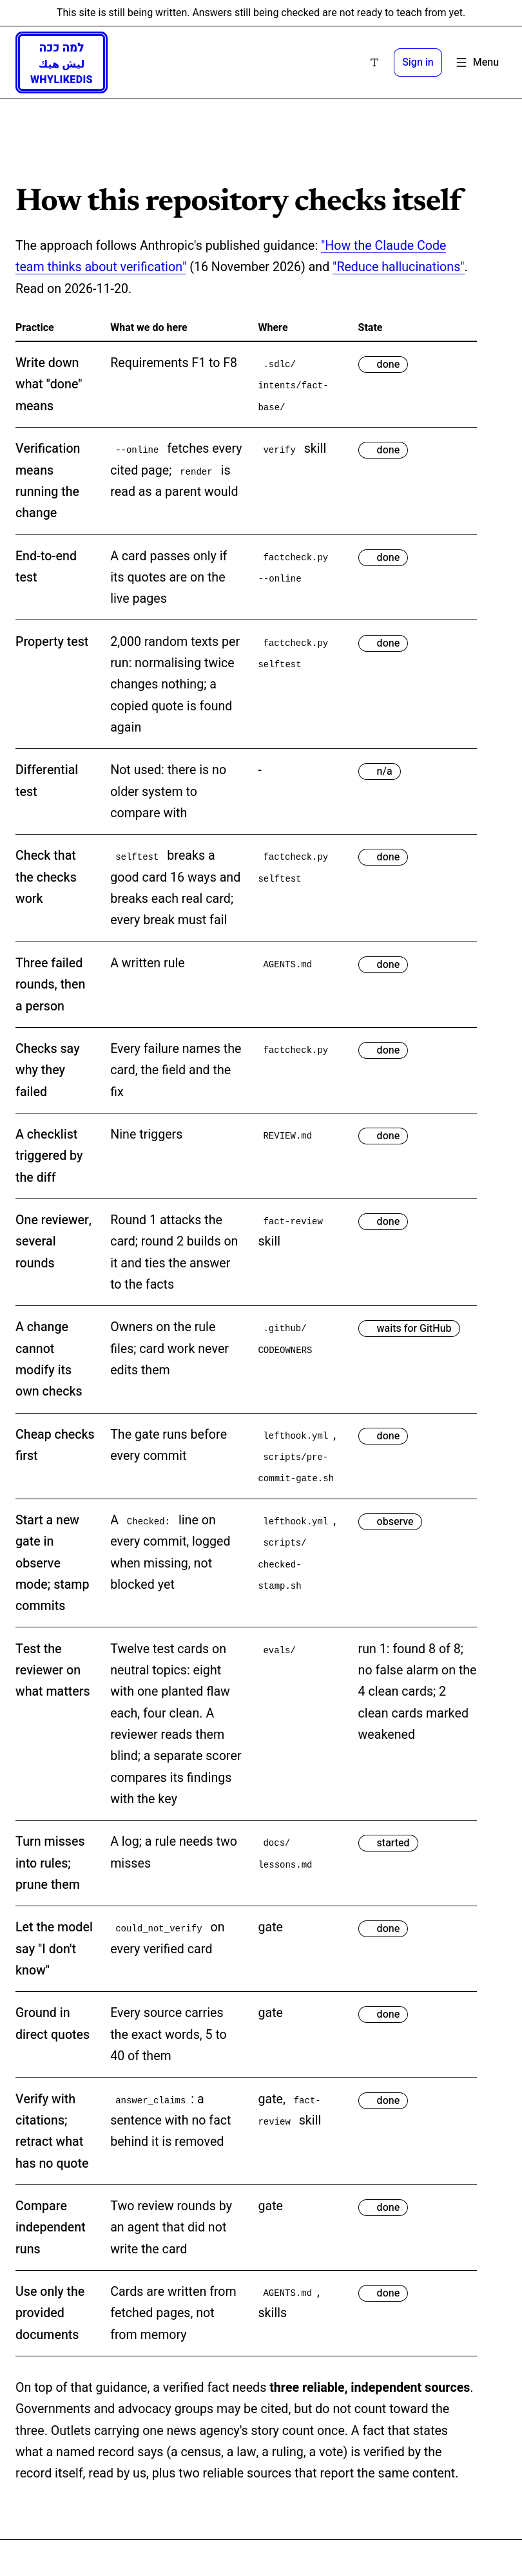 This site is still being written. Answers still being checked are not ready to teach from yet.
למה ככה
ليش هيك
WHYLIKEDIS
T
Sign in
Menu
How this repository checks itself
The approach follows Anthropic's published guidance: "How the Claude Code
team thinks about verification" (16 November 2026) and "Reduce hallucinations".
Read on 2026-11-20.
Practice What we do here Where State
Write down Requirements F1 to F8 .sdlc/ done
what "done" intents/fact-
means base/
Verification --online fetches every verify skill done
means cited page; render is
running the read as a parent would
change
End-to-end A card passes only if factcheck.py done
test its quotes are on the --online
live pages
Property test 2,000 random texts per factcheck.py done
run: normalising twice selftest
changes nothing; a
copied quote is found
again
Differential Not used: there is no - n/a
test older system to
compare with
Check that selftest breaks a factcheck.py done
the checks good card 16 ways and selftest
work breaks each real card;
every break must fail
Three failed A written rule AGENTS.md done
rounds, then
a person
Checks say Every failure names the factcheck.py done
why they card, the field and the
failed fix
A checklist Nine triggers REVIEW.md done
triggered by
the diff
One reviewer, Round 1 attacks the fact-review done
several card; round 2 builds on skill
rounds it and ties the answer
to the facts
A change Owners on the rule .github/ waits for GitHub
cannot files; card work never CODEOWNERS
modify its edits them
own checks
Cheap checks The gate runs before lefthook.yml , done
first every commit scripts/pre-
commit-gate.sh
Start a new A Checked: line on lefthook.yml , observe
gate in every commit, logged scripts/
observe when missing, not checked-
mode; stamp blocked yet stamp.sh
commits
Test the Twelve test cards on evals/ run 1: found 8 of 8;
reviewer on neutral topics: eight no false alarm on the
what matters with one planted flaw 4 clean cards; 2
each, four clean. A clean cards marked
reviewer reads them weakened
blind; a separate scorer
compares its findings
with the key
Turn misses A log; a rule needs two docs/ started
into rules; misses lessons.md
prune them
Let the model could_not_verify on gate done
say "I don't every verified card
know"
Ground in Every source carries gate done
direct quotes the exact words, 5 to
40 of them
Verify with answer_claims : a gate, fact- done
citations; sentence with no fact review skill
retract what behind it is removed
has no quote
Compare Two review rounds by gate done
independent an agent that did not
runs write the card
Use only the Cards are written from AGENTS.md , done
provided fetched pages, not skills
documents from memory
On top of that guidance, a verified fact needs three reliable, independent sources.
Governments and advocacy groups may be cited, but do not count toward the
three. Outlets carrying one news agency's story count once. A fact that states
what a named record says (a census, a law, a ruling, a vote) is verified by the
record itself, read by us, plus two reliable sources that report the same content.